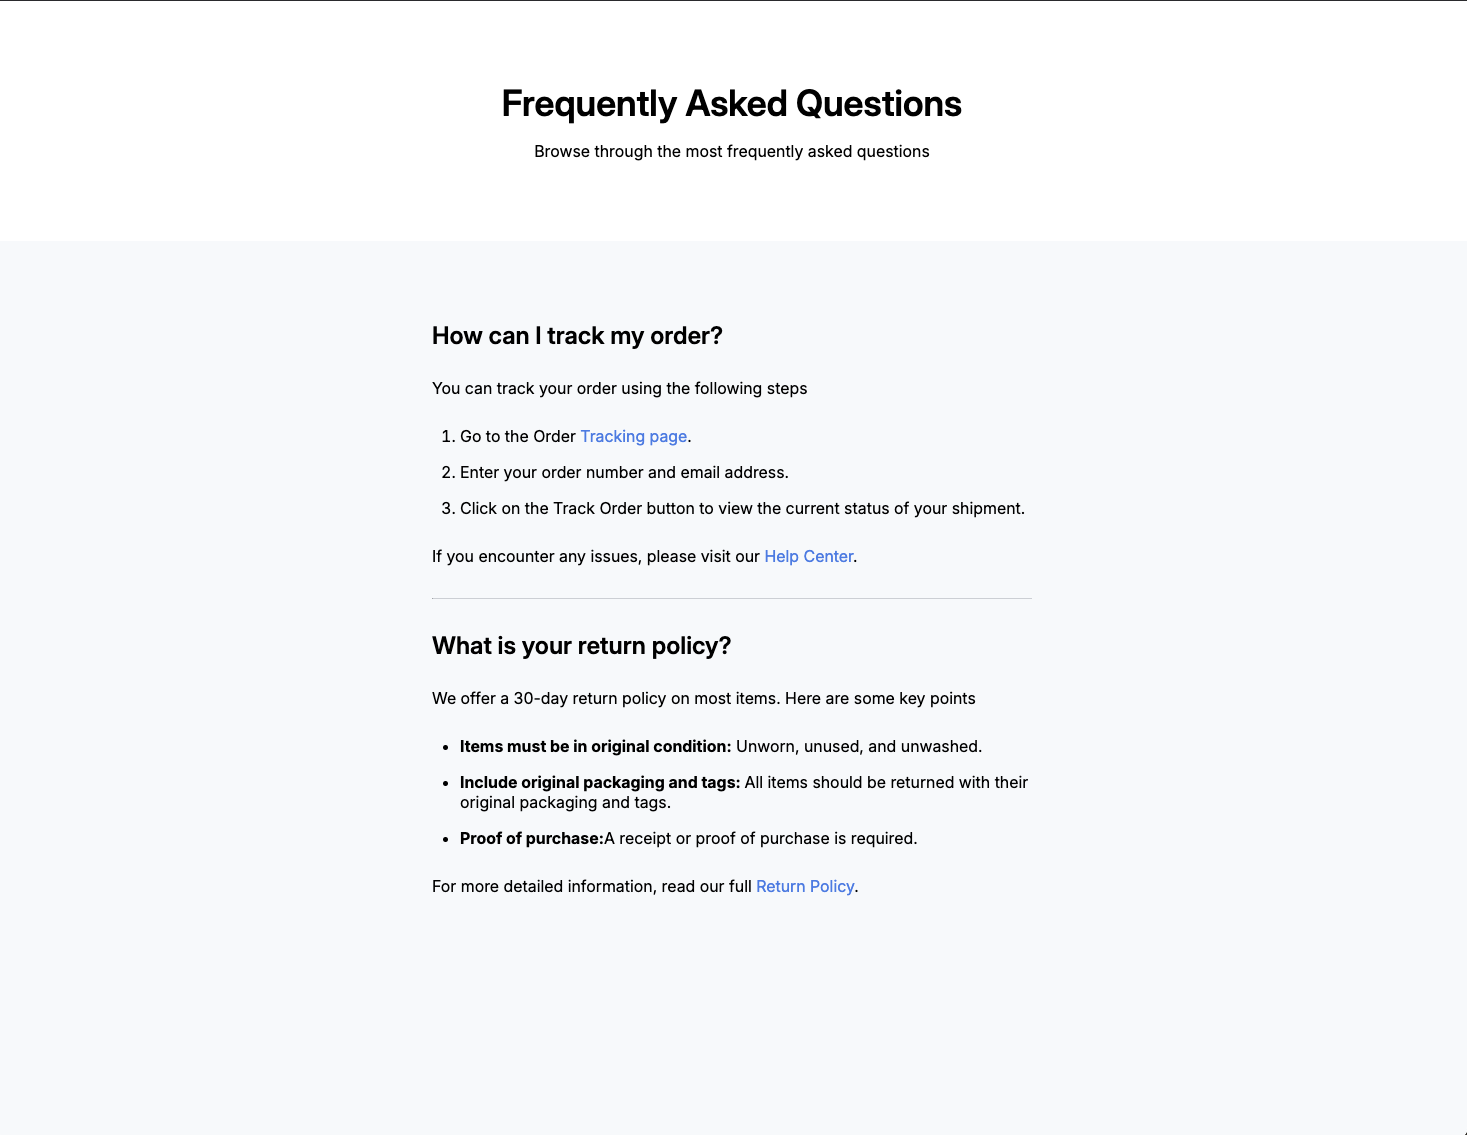 Frequently Asked Questions
Browse through the most frequently asked questions
How can I track my order?
You can track your order using the following steps
1. Go to the Order Tracking page.
2. Enter your order number and email address.
3. Click on the Track Order button to view the current status of your shipment.
If you encounter any issues, please visit our Help Center.
What is your return policy?
We offer a 30-day return policy on most items. Here are some key points
• Items must be in original condition: Unworn, unused, and unwashed.
• Include original packaging and tags: All items should be returned with their
original packaging and tags.
• Proof of purchase:A receipt or proof of purchase is required.
For more detailed information, read our full Return Policy.